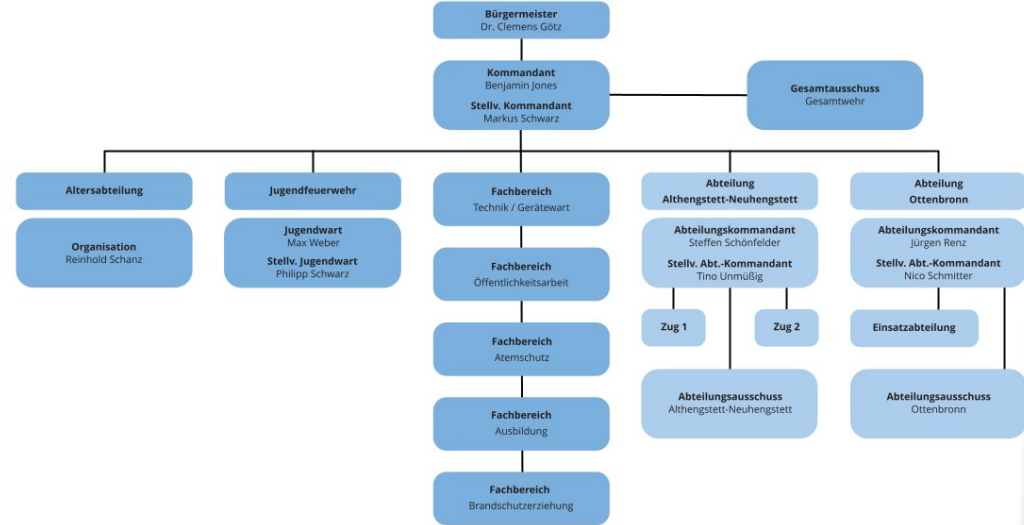 Bürgermeister
Dr. Clemens Götz
Kommandant
Benjamin Jones
Stellv. Kommandant
Markus Schwarz
Gesamtausschuss
Gesamtwehr
Altersabteilung
Organisation
Reinhold Schanz
Jugendfeuerwehr
Jugendwart
Max Weber
Stellv. Jugendwart
Philipp Schwarz
Fachbereich
Technik / Gerätewart
Fachbereich
Öffentlichkeitsarbeit
Fachbereich
Atemschutz
Fachbereich
Ausbildung
Fachbereich
Brandschutzerziehung
Abteilung
Althengstett-Neuhengstett
Abteilungskommandant
Steffen Schönfelder
Stellv. Abt.-Kommandant
Tino Unmüßig
Zug 1
Zug 2
Abteilungsausschuss
Althengstett-Neuhengstett
Abteilung
Ottenbronn
Abteilungskommandant
Jürgen Renz
Stellv. Abt.-Kommandant
Nico Schmitter
Einsatzabteilung
Abteilungsausschuss
Ottenbronn